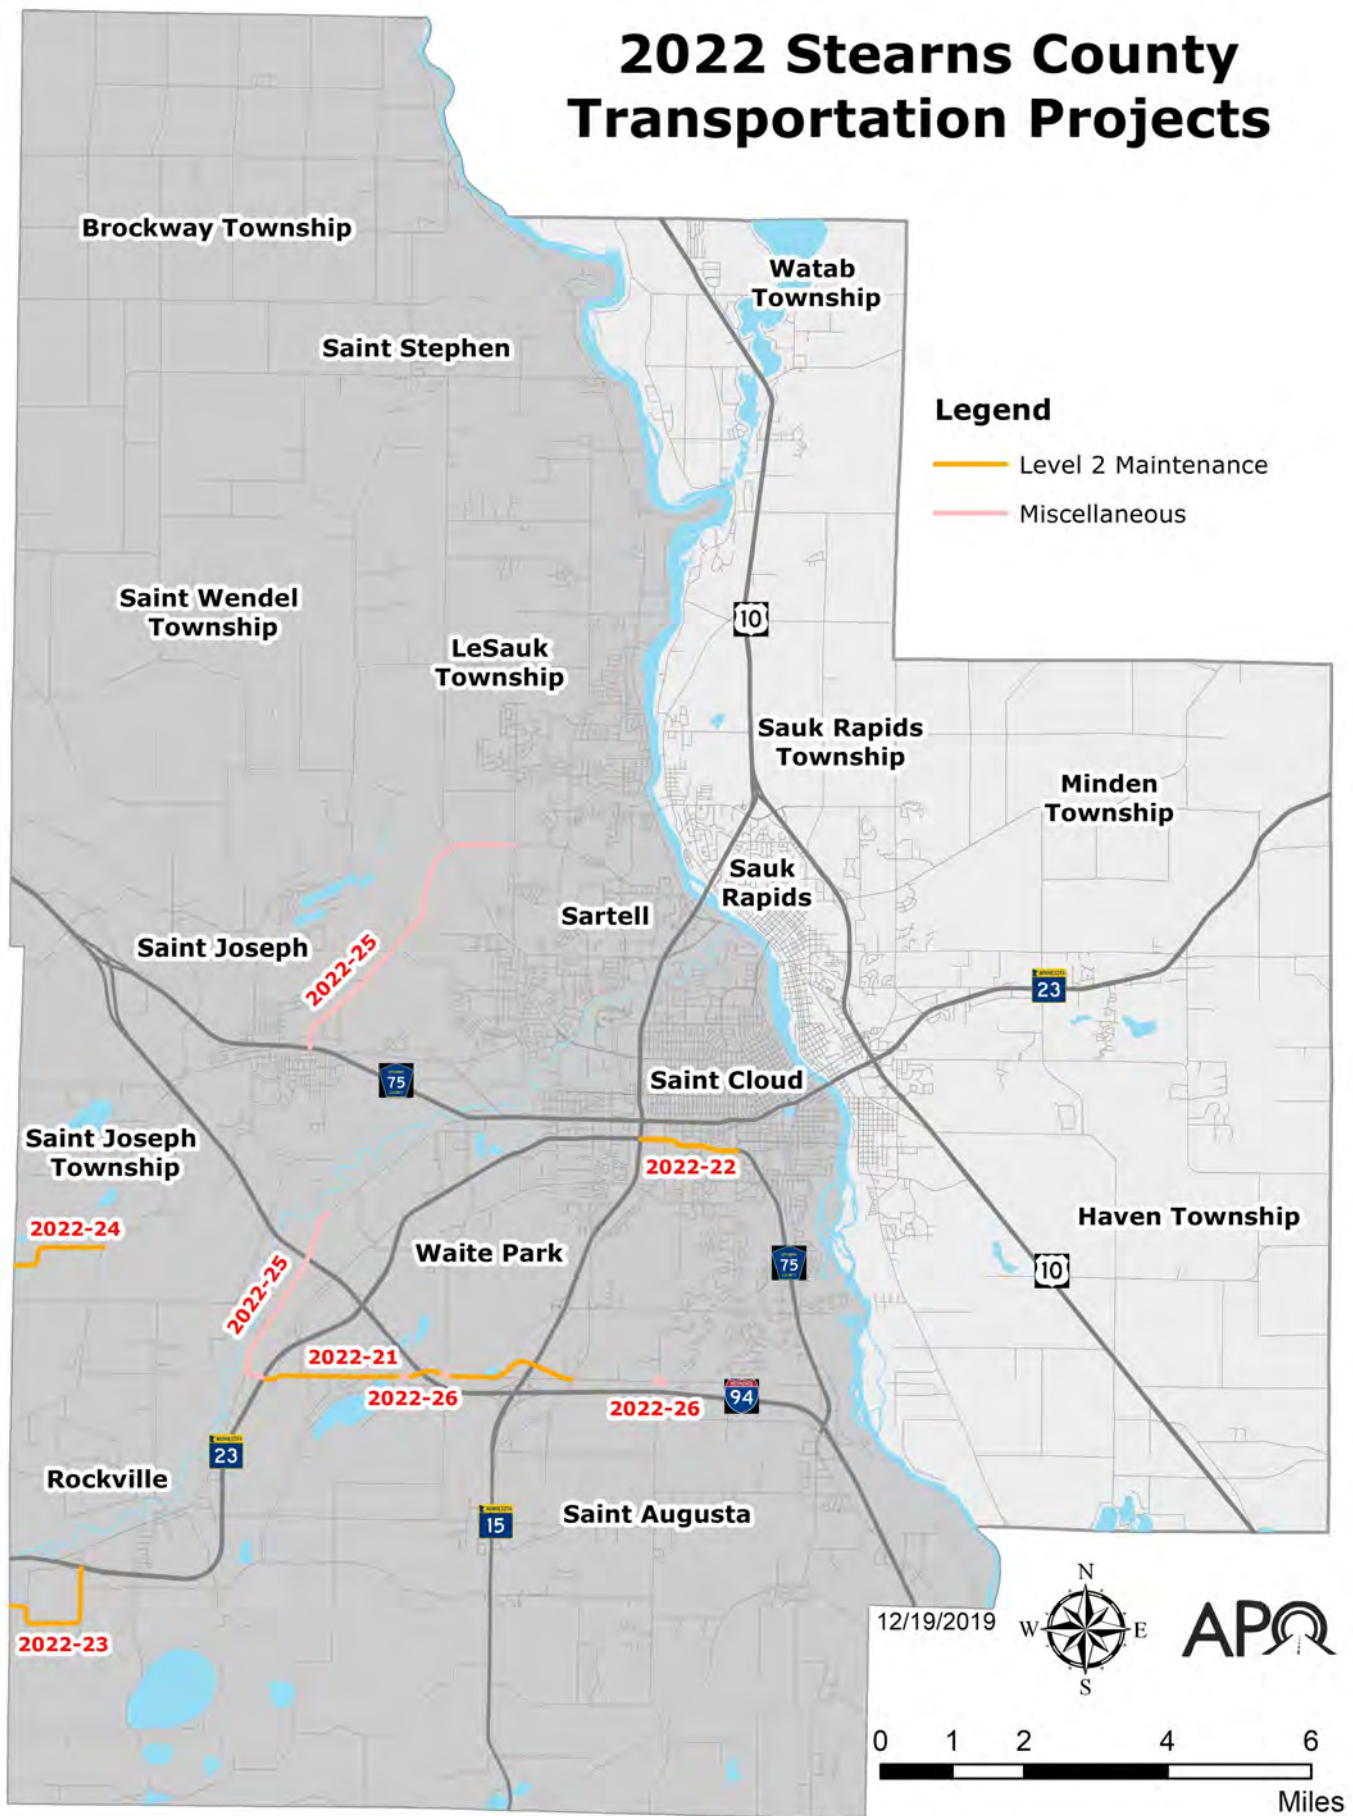 2022 Stearns County
Transportation Projects
Brockway Township
Watab
Township
Saint Stephen
Legend
Level 2 Maintenance
Miscellaneous
Saint Wendel
Township
10
LeSauk
Township
Sauk Rapids
Township
Minden
Township
Sauk
Rapids
Sartell
Saint Joseph
2022-25
MINNESOTA
23
75
Saint Cloud
Saint Joseph
Township
2022-22
2022-24
Haven Township
Waite Park
75
10
2022-25
2022-21
2022-26
2022-26
94
23
Rockville
MINNESOTA
15
Saint Augusta
N
12/19/2019
W
E
APO
S
2022-23
0
1
2
4
6
Miles